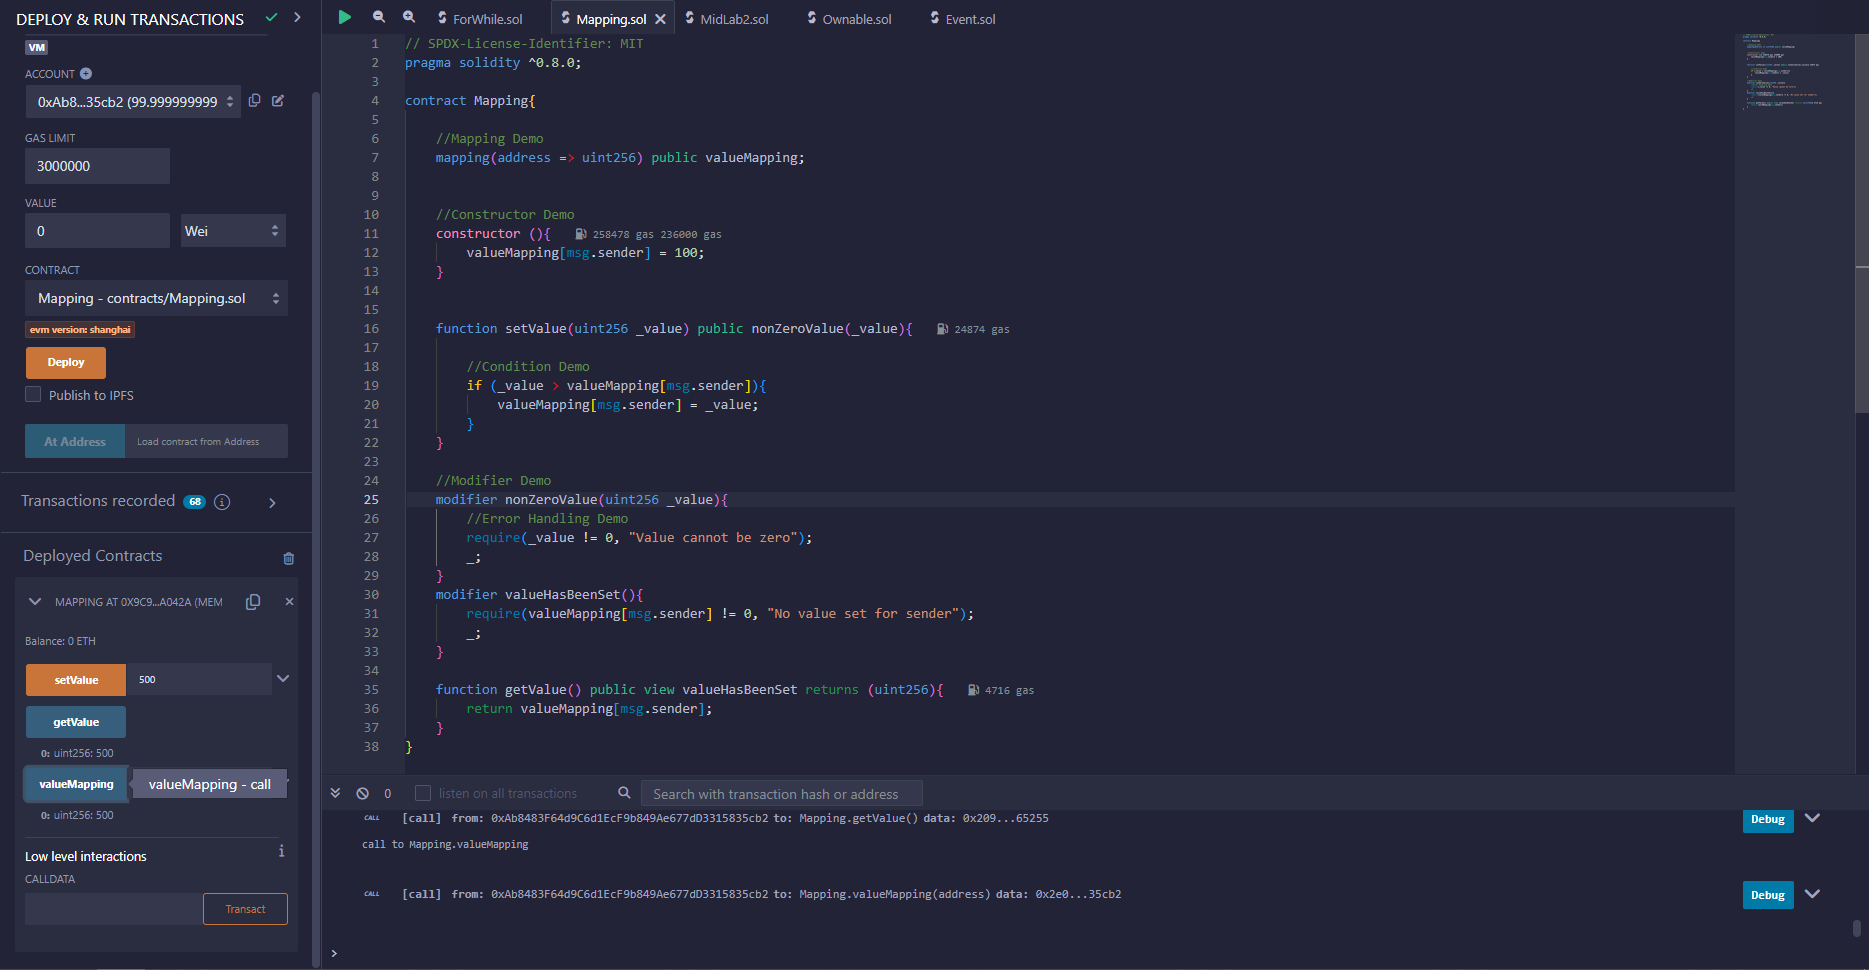 DEPLOY & RUN TRANSACTIONS
VM
ACCOUNT
0xAb8...35cb2 (99.999999999
GAS LIMIT
3000000
VALUE
0
Wei
CONTRACT
Mapping - contracts/Mapping.sol
evm version: shanghai
Deploy
Publish to IPFS
At Address
Load contract from Address
Transactions recorded 68 i
Deployed Contracts
MAPPING AT 0X9C9...A042A (MEM
Balance: 0 ETH
setValue
500
getValue
0: uint256: 500
valueMapping
valueMapping - call
0: uint256: 500
Low level interactions
i
CALLDATA
Transact
ForWhile.sol
Mapping.sol
MidLab2.sol
Ownable.sol
Event.sol
1 // SPDX-License-Identifier: MIT
2 pragma solidity ^0.8.0;
3
4 contract Mapping{
5
6 //Mapping Demo
7 mapping(address => uint256) public valueMapping;
8
9
10 //Constructor Demo
11 constructor (){ 258478 gas 236000 gas
12 valueMapping[msg.sender] = 100;
13 }
14
15
16 function setValue(uint256 _value) public nonZeroValue(_value){ 24874 gas
17
18 //Condition Demo
19 if (_value > valueMapping[msg.sender]){
20 valueMapping[msg.sender] = _value;
21 }
22 }
23
24 //Modifier Demo
25 modifier nonZeroValue(uint256 _value){
26 //Error Handling Demo
27 require(_value != 0, "Value cannot be zero");
28 _;
29 }
30 modifier valueHasBeenSet(){
31 require(valueMapping[msg.sender] != 0, "No value set for sender");
32 _;
33 }
34
35 function getValue() public view valueHasBeenSet returns (uint256){ 4716 gas
36 return valueMapping[msg.sender];
37 }
38 }
0
listen on all transactions
Search with transaction hash or address
CALL [call] from: 0xAb8483F64d9C6d1EcF9b849Ae677dD3315835cb2 to: Mapping.getValue() data: 0x209...65255
Debug
call to Mapping.valueMapping
CALL [call] from: 0xAb8483F64d9C6d1EcF9b849Ae677dD3315835cb2 to: Mapping.valueMapping(address) data: 0x2e0...35cb2
Debug
>